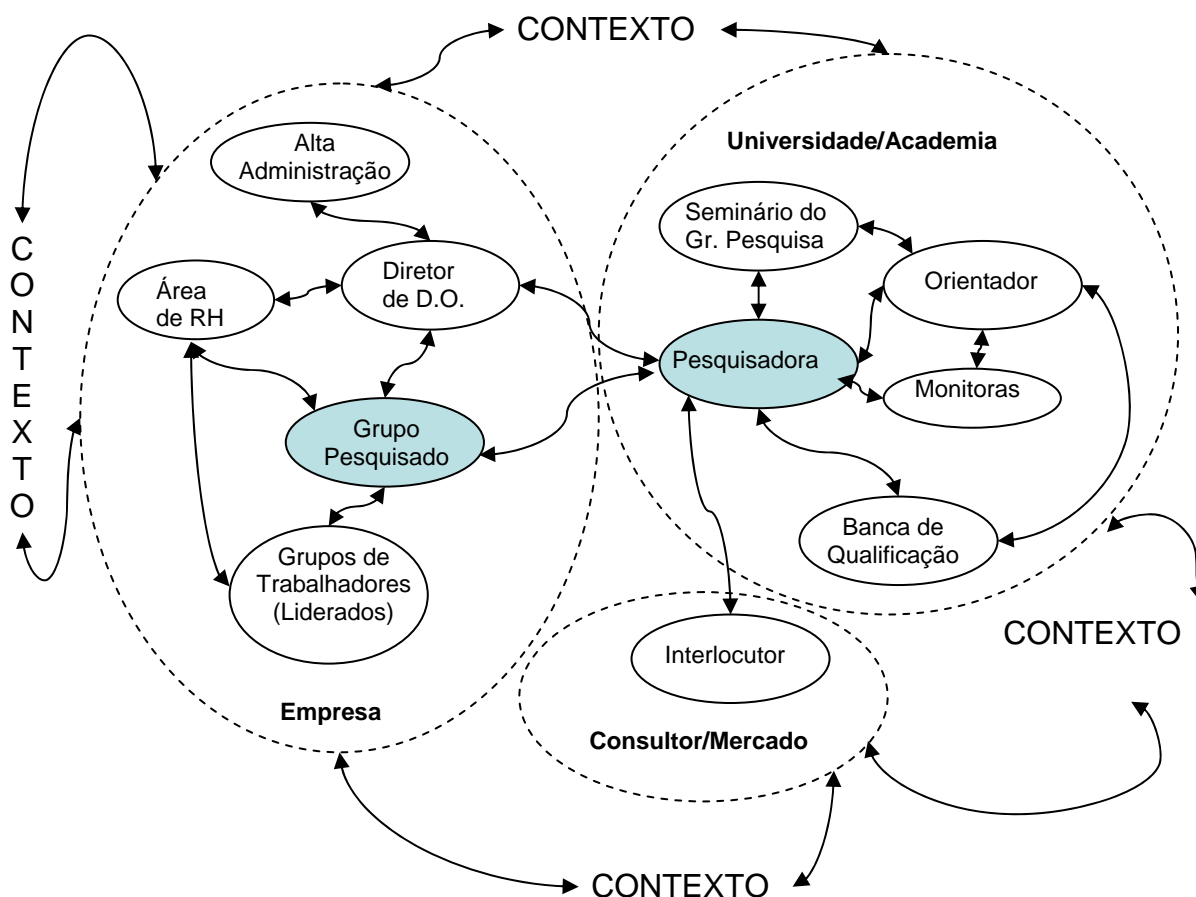 CONTEXTO
CONTEXTO
Alta
Administração
Diretor
de D.O.
Área
de RH
Grupo
Pesquisado
Grupos de
Trabalhadores
(Liderados)
Empresa
Universidade/Academia
Seminário do
Gr. Pesquisa
Orientador
Pesquisadora
Monitoras
Banca de
Qualificação
CONTEXTO
Interlocutor
Consultor/Mercado
CONTEXTO